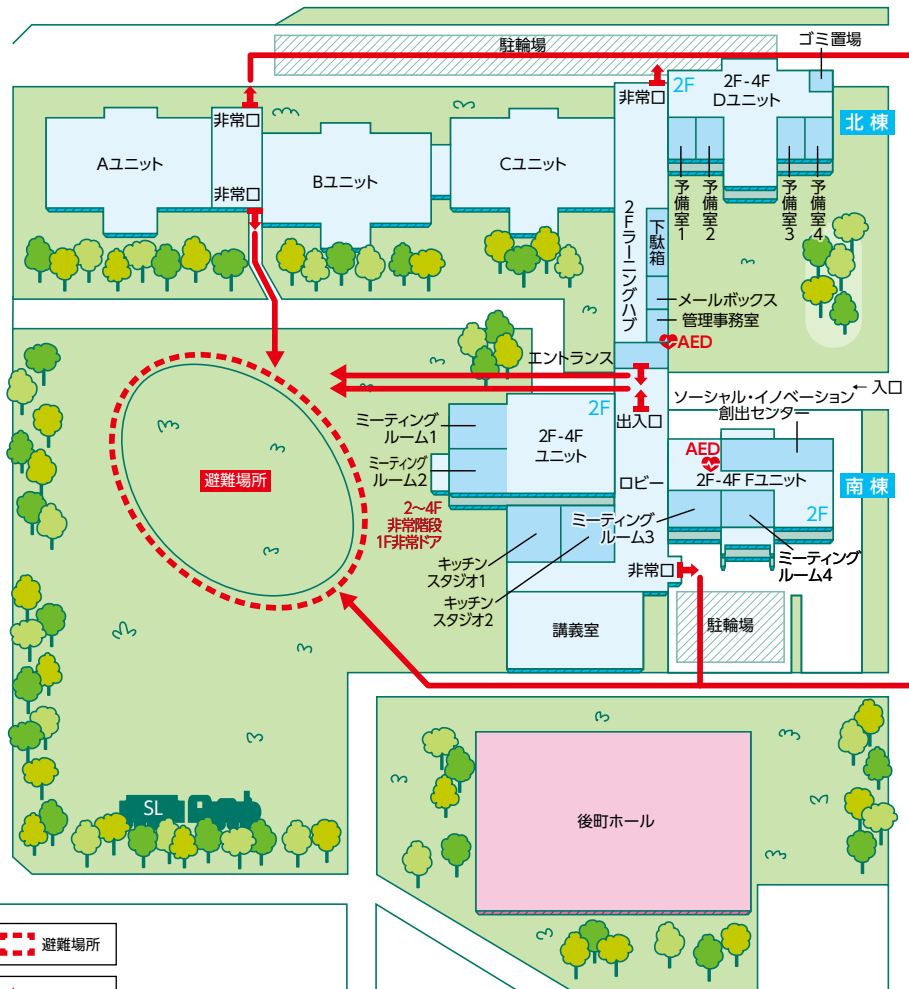 駐輪場
ゴミ置場
非常口
2F
2F-4F
Dユニット
北棟
非常口
Aユニット
Bユニット
Cユニット
非常口
予備室1
予備室2
予備室3
予備室4
2Fラーニングハブ
下駄箱
メールボックス
管理事務室
AED
エントランス
← 入口
ソーシャル・イノベーション
創出センター
出入口
ミーティング
ルーム1
2F
2F-4F
ユニット
ミーティング
ルーム2
ロビー
AED
2F-4F Fユニット
南棟
2F
避難場所
2〜4F
非常階段
1F非常ドア
ミーティング
ルーム3
ミーティング
ルーム4
キッチン
スタジオ1
キッチン
スタジオ2
非常口
講義室
駐輪場
SL
後町ホール
避難場所